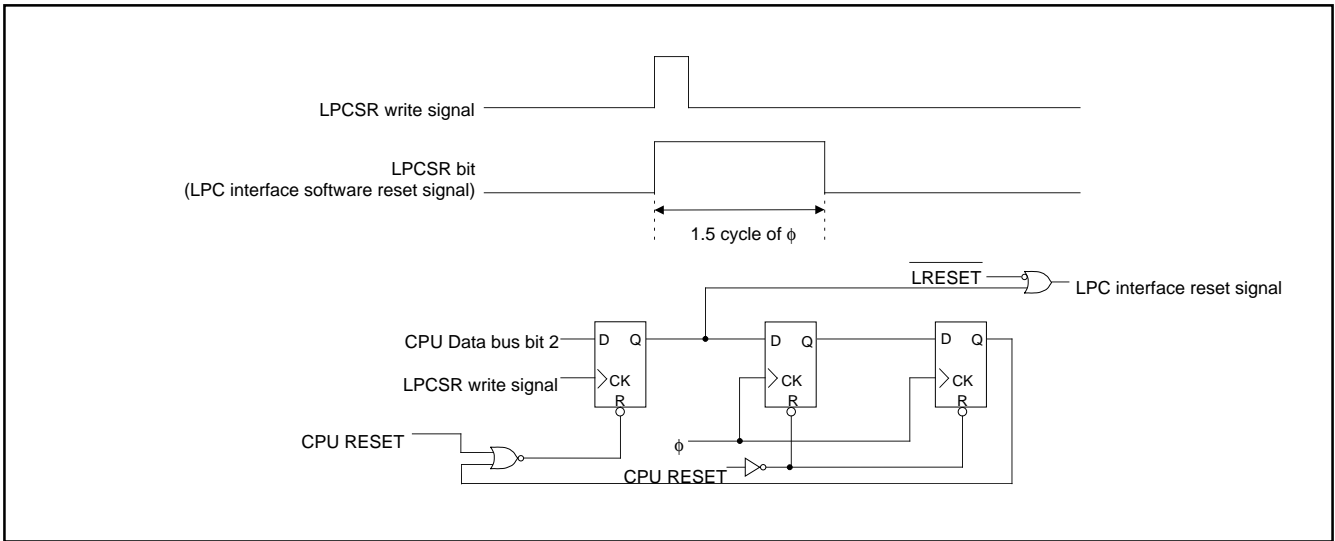 LPCSR write signal
LPCSR bit
(LPC interface software reset signal)
1.5 cycle of ϕ
LRESET
LPC interface reset signal
CPU Data bus bit 2
D Q
D Q
D Q
LPCSR write signal
CK
CK
CK
R
R
R
CPU RESET
ϕ
CPU RESET